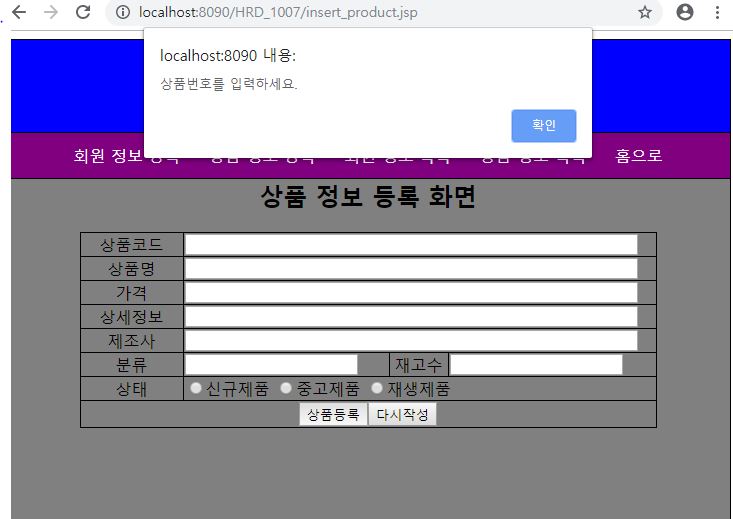 localhost:8090/HRD_1007/insert_product.jsp
localhost:8090 내용:
상품번호를 입력하세요.
확인
회원 정보 홈으로
상품 정보 등록 화면
상품코드
상품명
가격
상세정보
제조사
분류 재고수
상태 신규제품 중고제품 재생제품
상품등록 다시작성